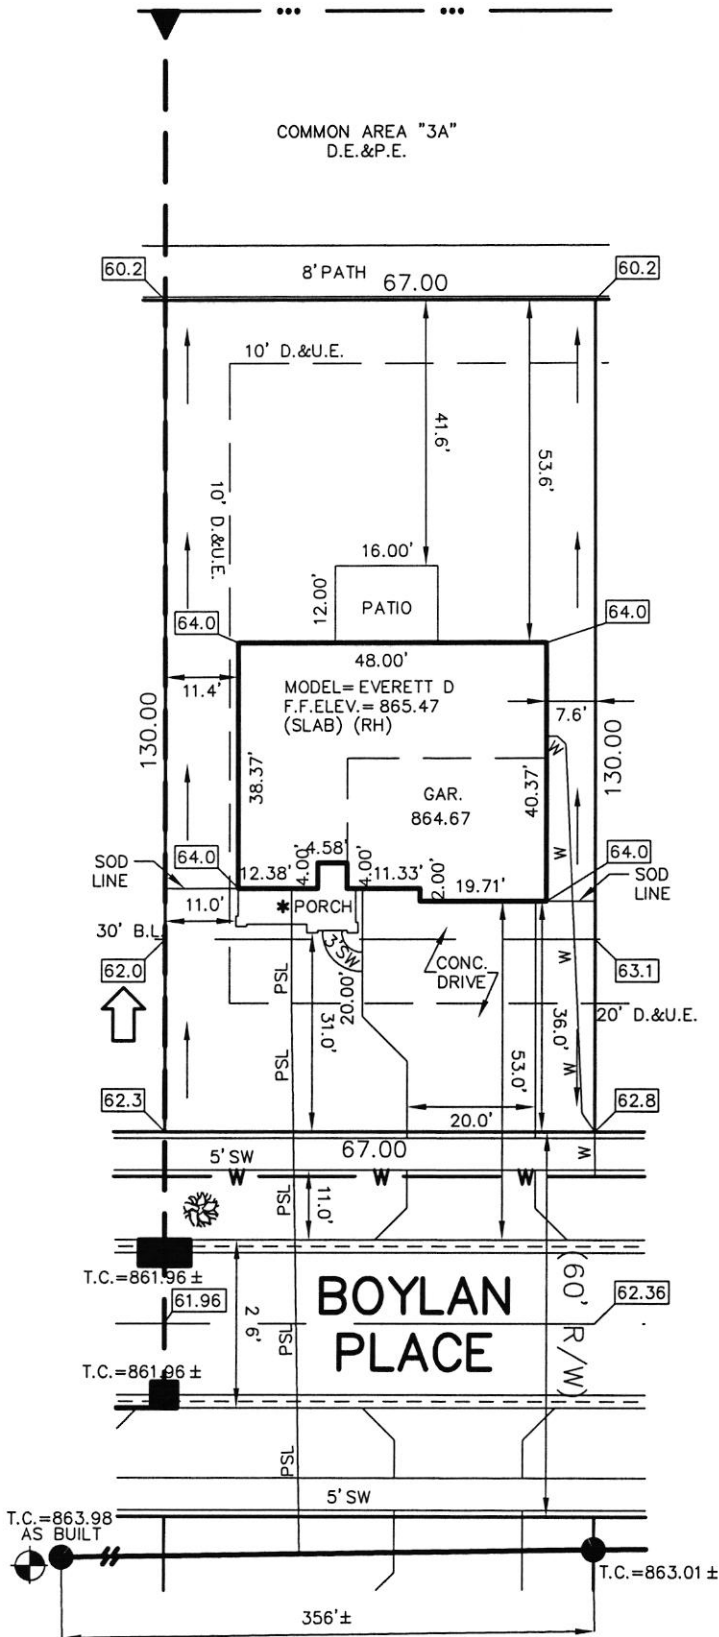 COMMON AREA "3A"
D.E.&P.E.
60.2
8' PATH
67.00
60.2
10' D.&U.E.
41.6'
53.6'
10' D.&U.E.
16.00'
12.00'
PATIO
64.0
64.0
48.00'
11.4'
MODEL= EVERETT D
F.F.ELEV.= 865.47
(SLAB) (RH)
7.6'
130.00
130.00
38.37'
40.37'
W
GAR.
864.67
SOD
LINE
64.0
12.38'
4.00'
4.58'
4.00'
11.33'
2.00'
19.71'
64.0
SOD
LINE
W
11.0'
*PORCH
30' B.L.
3'SW
62.0
PSL
CONC.
DRIVE
W
63.1
20.00'
31.0'
20' D.&U.E.
36.0'
PSL
53.0'
W
62.3
20.0'
62.8
5' SW
67.00
W
W
W
W
PSL
11.0'
T.C.=861.96 ±
61.96
26'
PSL
BOYLAN
PLACE
(60' R/W)
62.36
T.C.=861.96 ±
PSL
5' SW
T.C.=863.98
AS BUILT
T.C.=863.01 ±
356'±